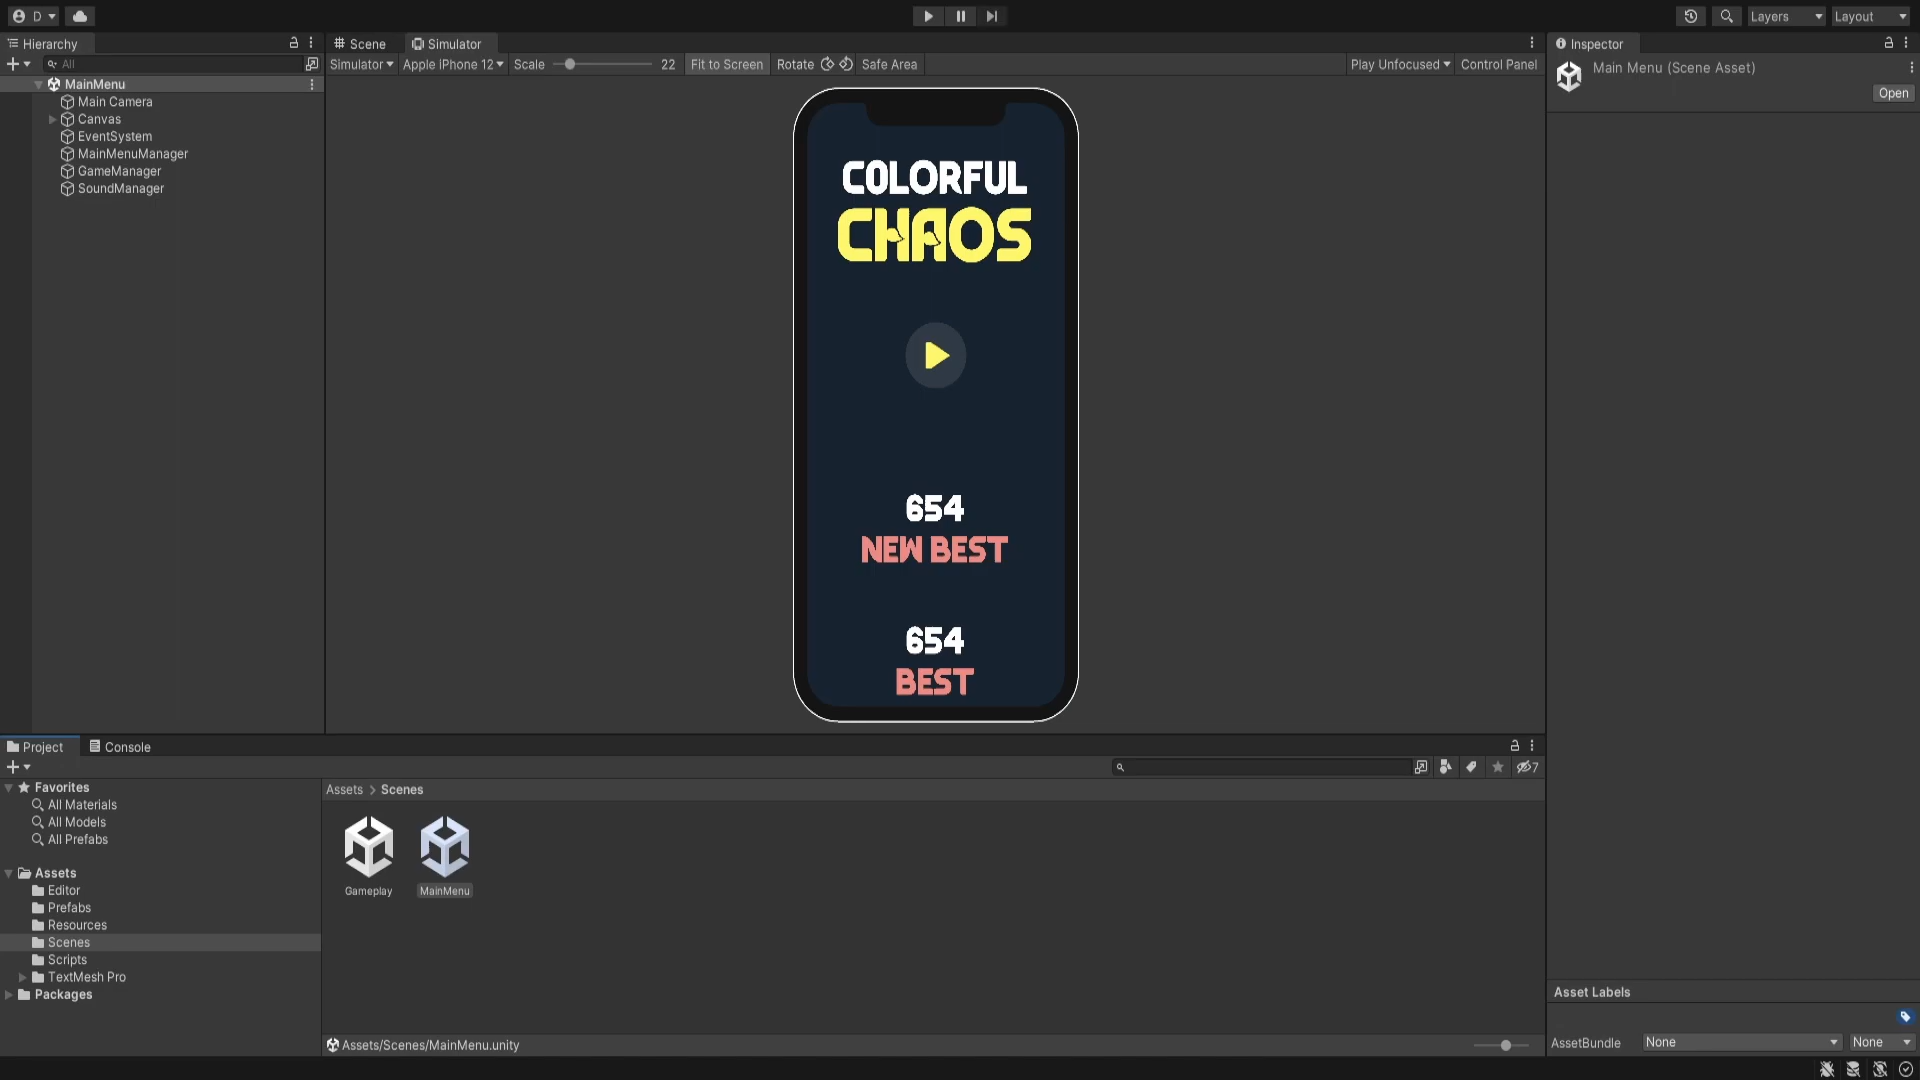 D
Layers
Layout
Hierarchy
Scene
Simulator
Inspector
All
Simulator
Apple iPhone 12
Scale
22
Fit to Screen
Rotate
Safe Area
Play Unfocused
Control Panel
Main Menu (Scene Asset)
Open
MainMenu
Main Camera
Canvas
EventSystem
MainMenuManager
GameManager
SoundManager
COLORFUL
CHAOS
654
NEW BEST
654
BEST
Project
Console
7
Favorites
All Materials
All Models
All Prefabs
Assets
Editor
Prefabs
Resources
Scenes
Scripts
TextMesh Pro
Packages
Assets > Scenes
Gameplay
MainMenu
Assets/Scenes/MainMenu.unity
Asset Labels
AssetBundle
None
None